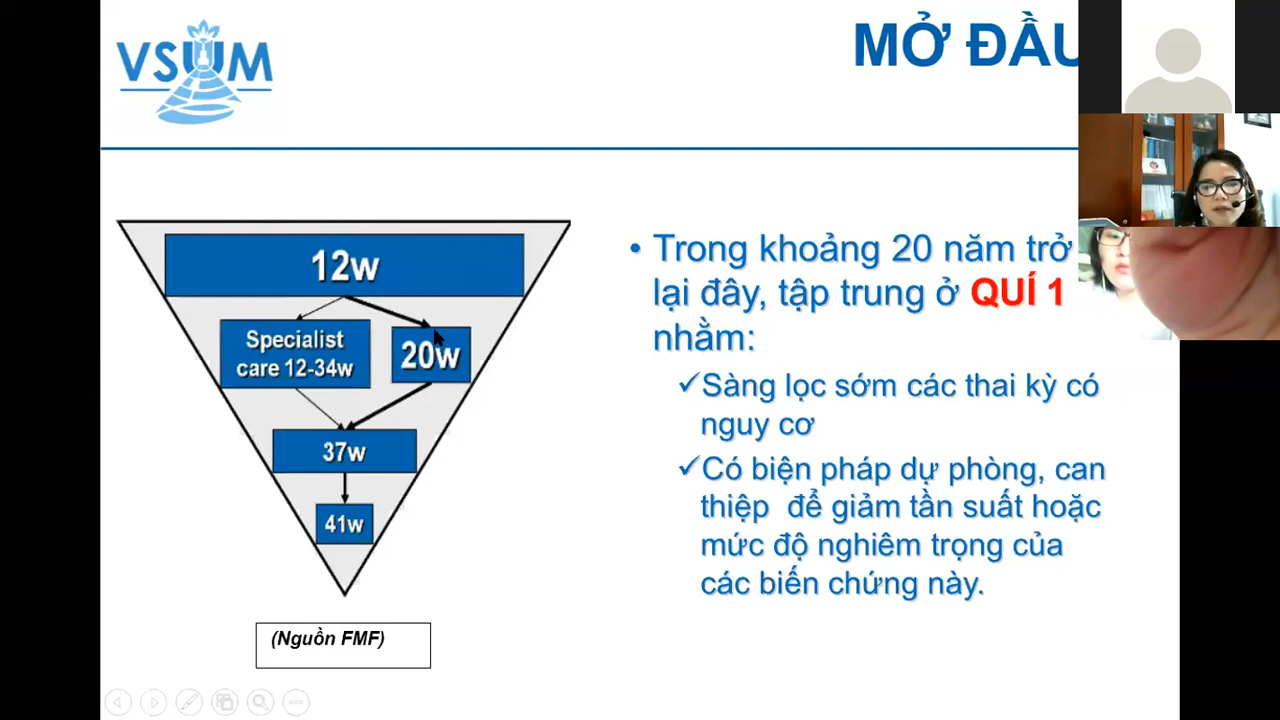 VSUM
MỞ ĐẦU
12w
Specialist
care 12-34w
20w
37w
41w
(Nguồn FMF)
• Trong khoảng 20 năm trở
lại đây, tập trung ở QUÍ 1
nhằm:
✓Sàng lọc sớm các thai kỳ có
nguy cơ
✓Có biện pháp dự phòng, can
thiệp để giảm tần suất hoặc
mức độ nghiêm trọng của
các biến chứng này.